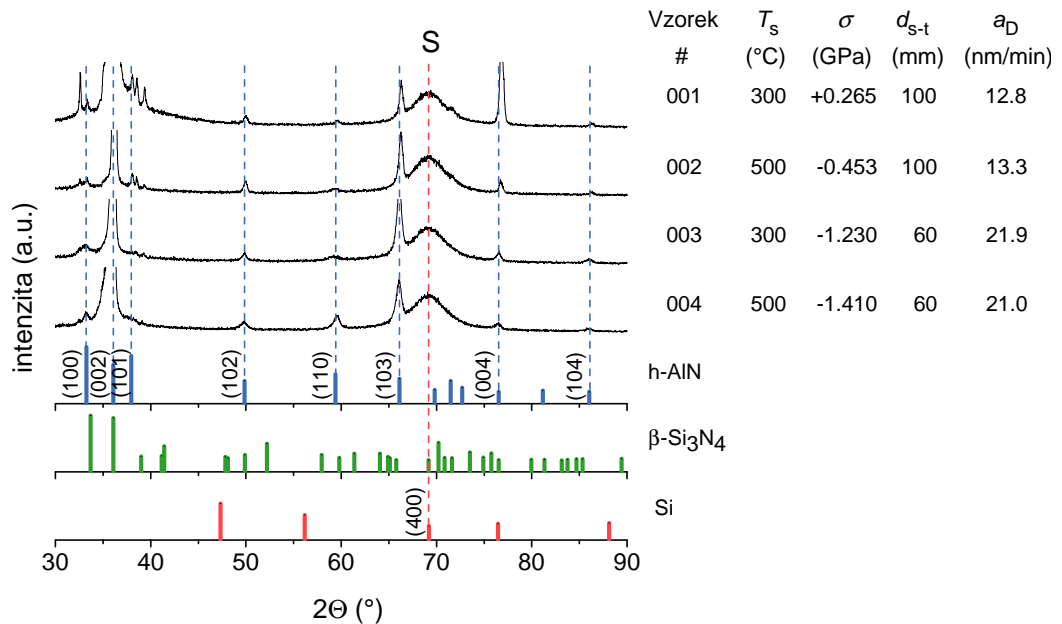 Vzorek Tₛ σ dₛ₋ₜ a_D
# (°C) (GPa) (mm) (nm/min)
S
001 300 +0.265 100 12.8
002 500 -0.453 100 13.3
003 300 -1.230 60 21.9
004 500 -1.410 60 21.0
intenzita (a.u.)
(100) (002) (101) (102) (110) (103) (004) (104)
h-AlN
β-Si₃N₄
(400)
Si
30 40 50 60 70 80 90
2Θ (°)